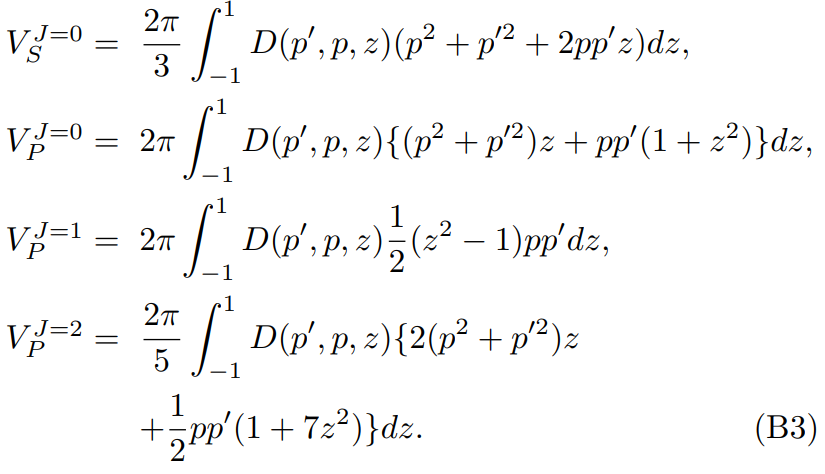 V_S^{J=0} = \frac{2\pi}{3} \int_{-1}^{1} D(p', p, z)(p^2 + p'^2 + 2pp'z)dz,
V_P^{J=0} = 2\pi \int_{-1}^{1} D(p', p, z)\{(p^2 + p'^2)z + pp'(1 + z^2)\}dz,
V_P^{J=1} = 2\pi \int_{-1}^{1} D(p', p, z)\frac{1}{2}(z^2 - 1)pp'dz,
V_P^{J=2} = \frac{2\pi}{5} \int_{-1}^{1} D(p', p, z)\{2(p^2 + p'^2)z
+\frac{1}{2}pp'(1 + 7z^2)\}dz. (B3)